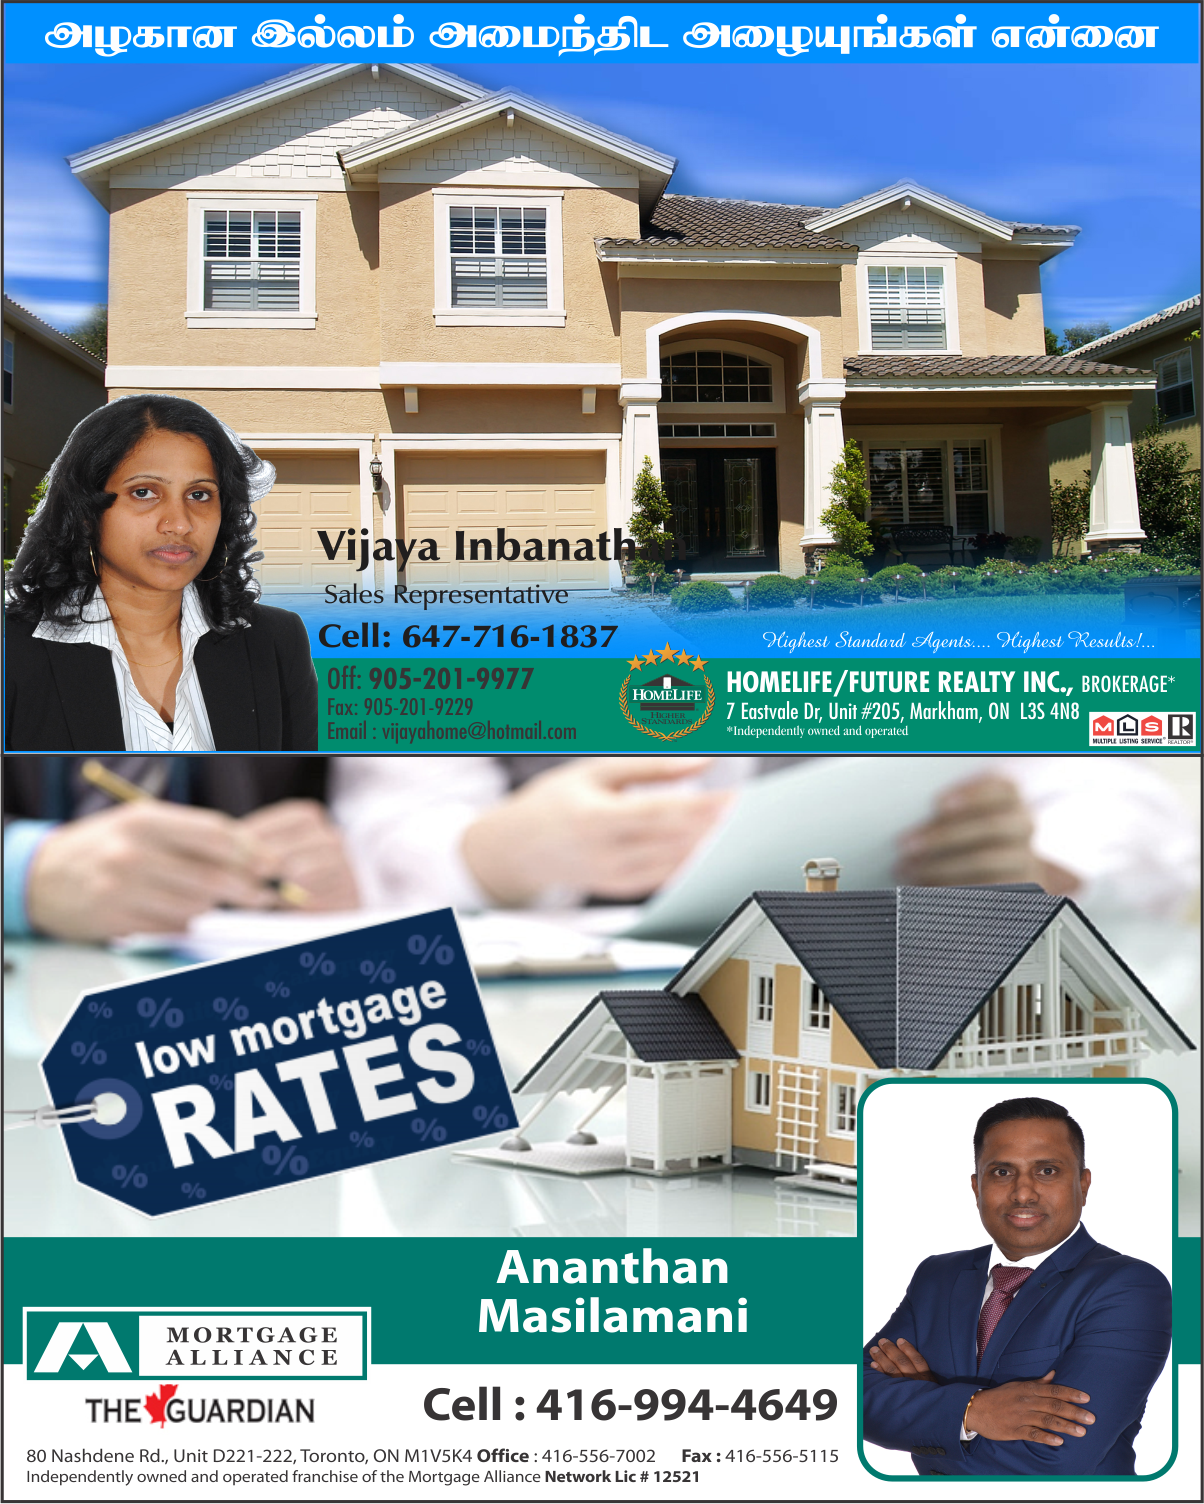 அழகான இல்லம் அமைந்திட அழையுங்கள் என்னை
Vijaya Inbanathan
Sales Representative
Cell: 647-716-1837
Highest Standard Agents.... Highest Results!...
Off: 905-201-9977
Fax: 905-201-9229
Email : vijayahome@hotmail.com
HOMELIFE
HIGHER
STANDARDS
HOMELIFE/FUTURE REALTY INC., BROKERAGE*
7 Eastvale Dr, Unit #205, Markham, ON L3S 4N8
*Independently owned and operated
MLS R
MULTIPLE LISTING SERVICE® REALTOR®
low mortgage
RATES
Ananthan
Masilamani
MORTGAGE
ALLIANCE
THE GUARDIAN
Cell : 416-994-4649
80 Nashdene Rd., Unit D221-222, Toronto, ON M1V5K4 Office : 416-556-7002 Fax : 416-556-5115
Independently owned and operated franchise of the Mortgage Alliance Network Lic # 12521